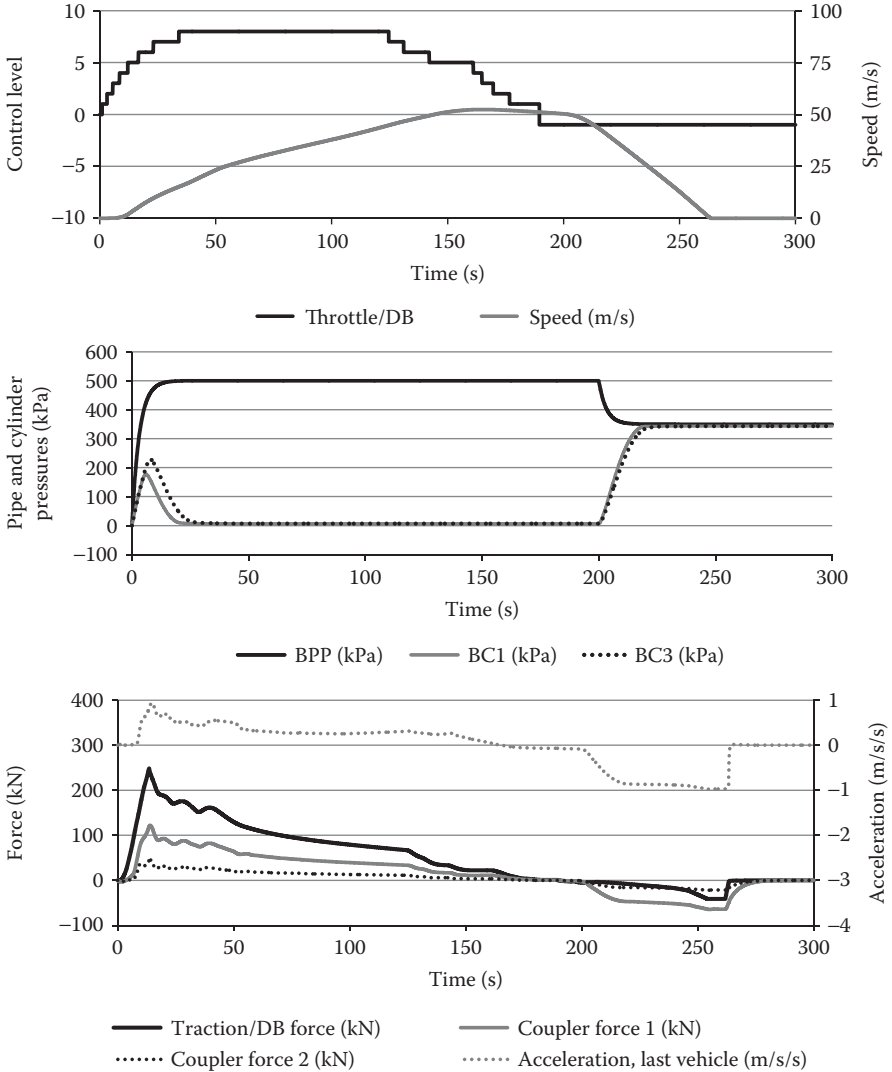 10
5
0
−5
−10
Control level
100
75
50
25
0
Speed (m/s)
0 50 100 150 200 250 300
Time (s)
Throttle/DB Speed (m/s)
600
500
400
300
200
100
0
−100
Pipe and cylinder
pressures (kPa)
0 50 100 150 200 250 300
Time (s)
BPP (kPa) BC1 (kPa) BC3 (kPa)
400
300
200
100
0
−100
Force (kN)
1
0
−1
−2
−3
−4
Acceleration (m/s/s)
0 50 100 150 200 250 300
Time (s)
Traction/DB force (kN) Coupler force 1 (kN)
Coupler force 2 (kN) Acceleration, last vehicle (m/s/s)